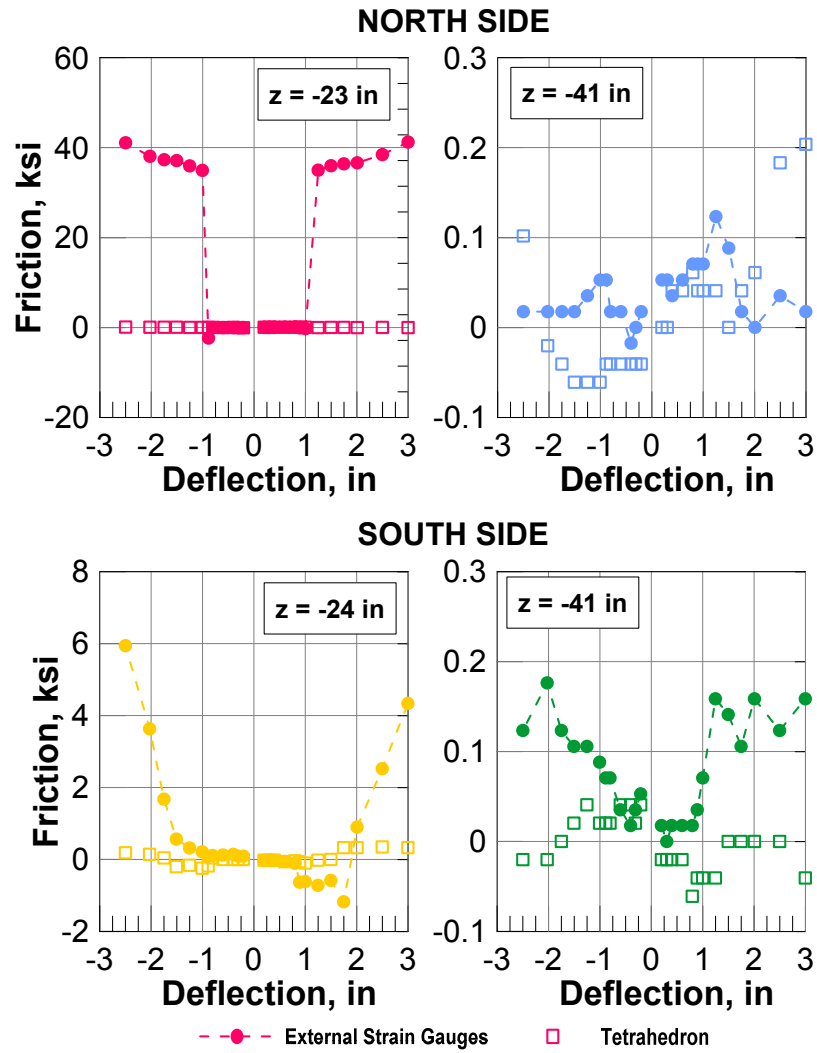 NORTH SIDE
60
40
20
0
-20
Friction, ksi
z = -23 in
-3 -2 -1 0 1 2 3
Deflection, in
0.3
0.2
0.1
0
-0.1
z = -41 in
-3 -2 -1 0 1 2 3
Deflection, in
SOUTH SIDE
8
6
4
2
0
-2
Friction, ksi
z = -24 in
-3 -2 -1 0 1 2 3
Deflection, in
0.3
0.2
0.1
0
-0.1
z = -41 in
-3 -2 -1 0 1 2 3
Deflection, in
External Strain Gauges Tetrahedron